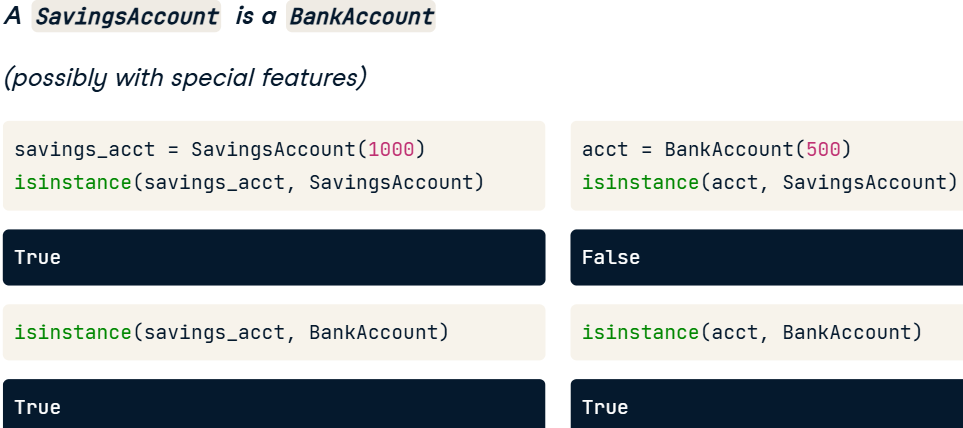 A SavingsAccount is a BankAccount
(possibly with special features)
savings_acct = SavingsAccount(1000)
isinstance(savings_acct, SavingsAccount)
True
isinstance(savings_acct, BankAccount)
True
acct = BankAccount(500)
isinstance(acct, SavingsAccount)
False
isinstance(acct, BankAccount)
True